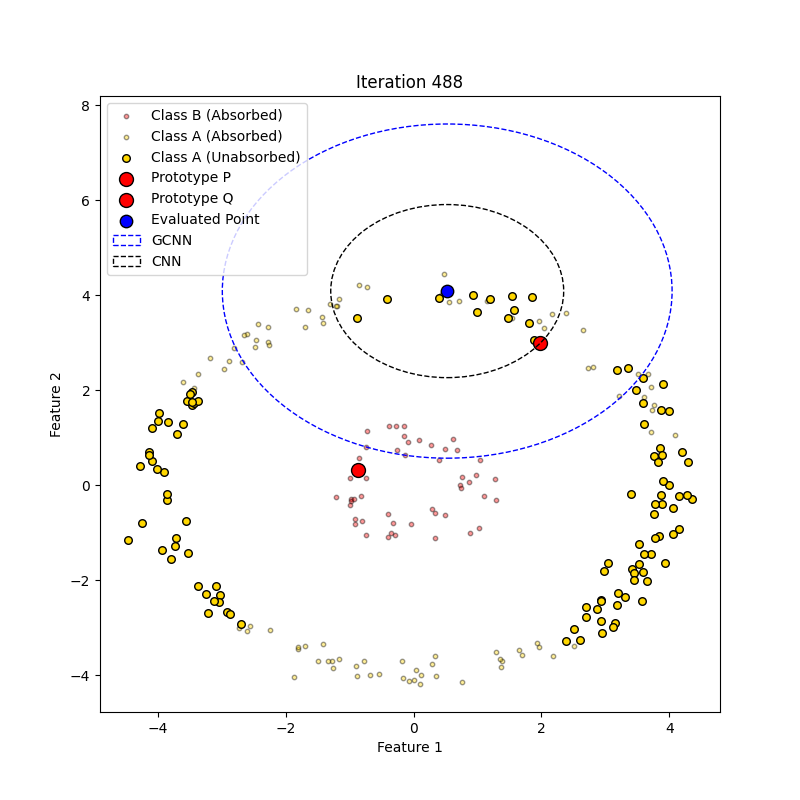 Iteration 488
Class B (Absorbed)
Class A (Absorbed)
Class A (Unabsorbed)
Prototype P
Prototype Q
Evaluated Point
GCNN
CNN
8
6
4
2
0
−2
−4
Feature 2
−4
−2
0
2
4
Feature 1